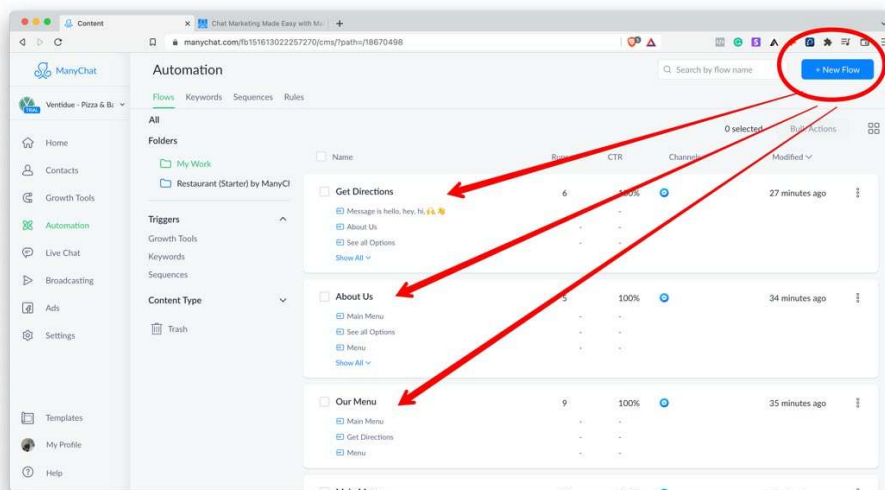 Content
Chat Marketing Made Easy with Ma
manychat.com/fb151613022257270/cms/?path=/18670498
ManyChat
Automation
Search by flow name
+ New Flow
TRIAL
Ventidue - Pizza & Ba
Flows Keywords Sequences Rules
All
0 selected
Bulk Actions
Home
Contacts
Growth Tools
Automation
Live Chat
Broadcasting
Ads
Settings
Templates
My Profile
Help
Folders
My Work
Restaurant (Starter) by ManyCh
Triggers
Growth Tools
Keywords
Sequences
Content Type
Trash
Name Runs CTR Channels Modified
Get Directions 6 100% 27 minutes ago
Message is hello, hey, hi, 🙌, 👋 - -
About Us - -
See all Options - -
Show All
About Us 5 100% 34 minutes ago
Main Menu - -
See all Options - -
Menu - -
Show All
Our Menu 9 100% 35 minutes ago
Main Menu - -
Get Directions - -
Menu - -